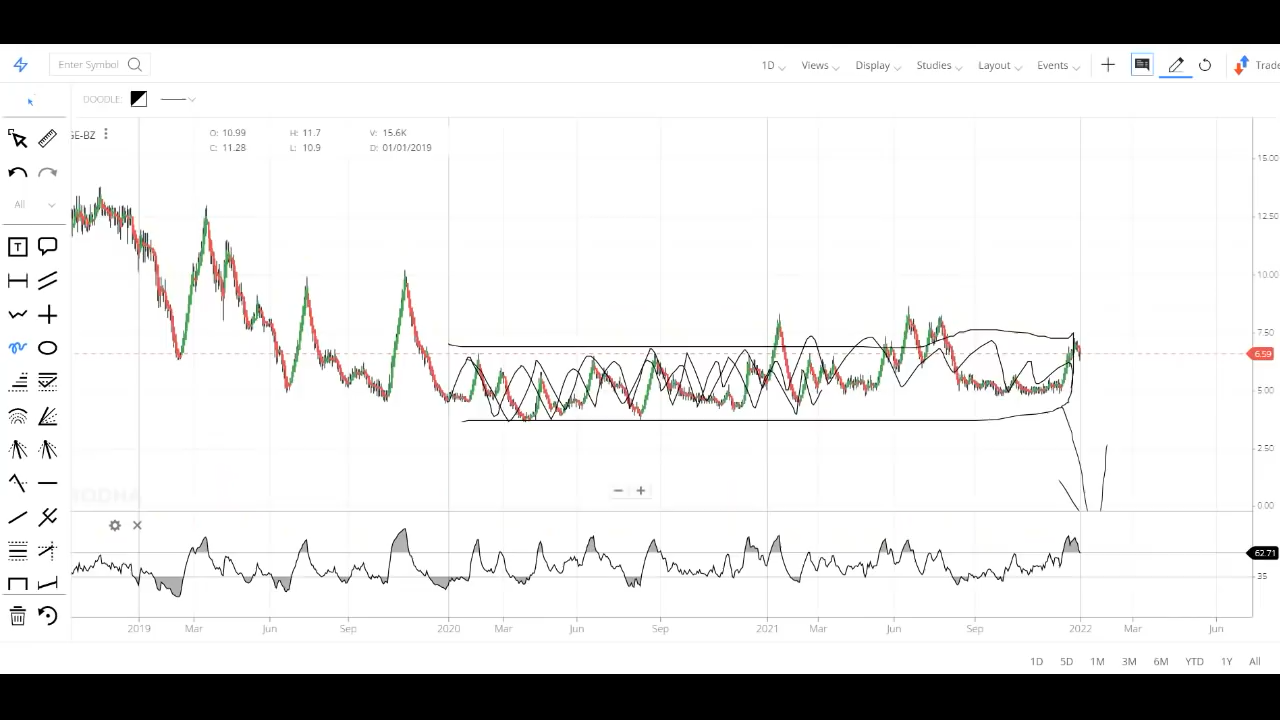 Enter Symbol 1D Views Display Studies Layout Events Trade
DOODLE:
GE-BZ O: 10.99 H: 11.7 V: 15.6K
C: 11.28 L: 10.9 D: 01/01/2019
15.00
All
12.50
T
10.00
7.50
6.59
5.00
2.50
0.00
62.71
35
2019 Mar Jun Sep 2020 Mar Jun Sep 2021 Mar Jun Sep 2022 Mar Jun
1D 5D 1M 3M 6M YTD 1Y All